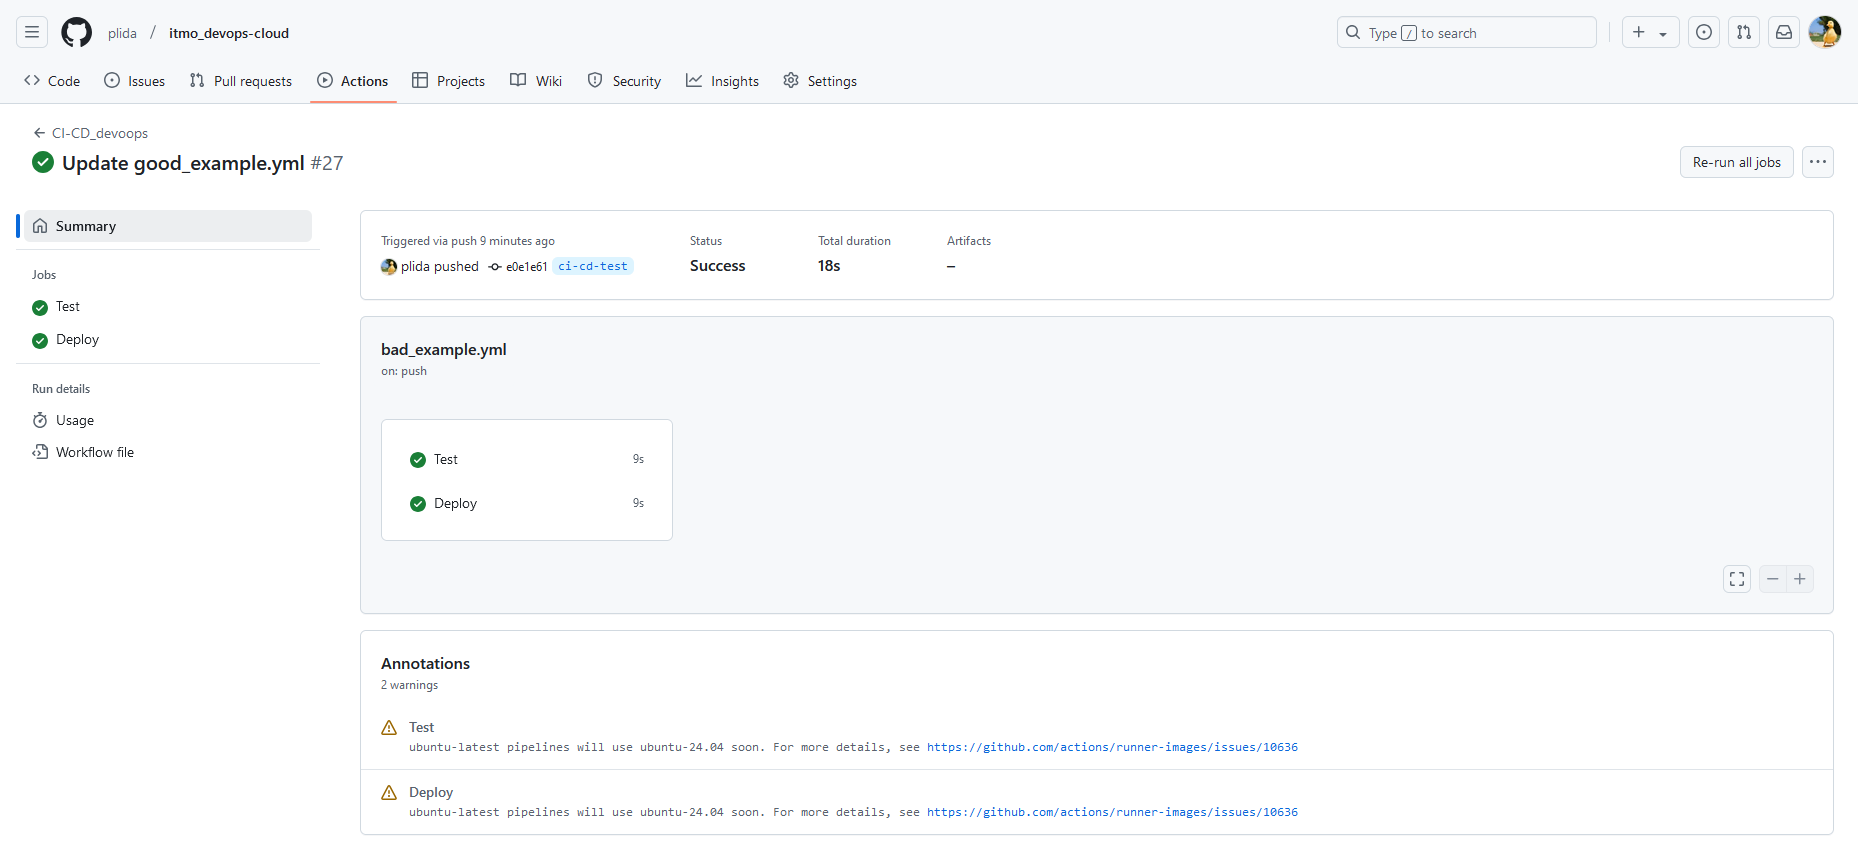 plida / itmo_devops-cloud
Type / to search
Code Issues Pull requests Actions Projects Wiki Security Insights Settings
CI-CD_devoops
Update good_example.yml #27
Re-run all jobs
Summary
Jobs
Test
Deploy
Run details
Usage
Workflow file
Triggered via push 9 minutes ago
plida pushed e0e1e61 ci-cd-test
Status
Success
Total duration
18s
Artifacts
–
bad_example.yml
on: push
Test 9s
Deploy 9s
Annotations
2 warnings
Test
ubuntu-latest pipelines will use ubuntu-24.04 soon. For more details, see https://github.com/actions/runner-images/issues/10636
Deploy
ubuntu-latest pipelines will use ubuntu-24.04 soon. For more details, see https://github.com/actions/runner-images/issues/10636